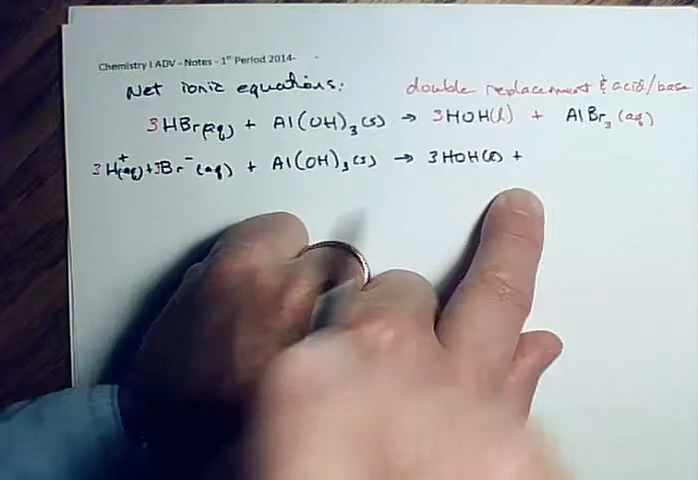 Chemistry I ADV - Notes - 1st Period 2014-
Net ionic equations: double replacement & acid/base
3HBr(aq) + Al(OH)₃(s) → 3HOH(l) + AlBr₃(aq)
3H⁺(aq)+3Br⁻(aq) + Al(OH)₃(s) → 3HOH(l) +